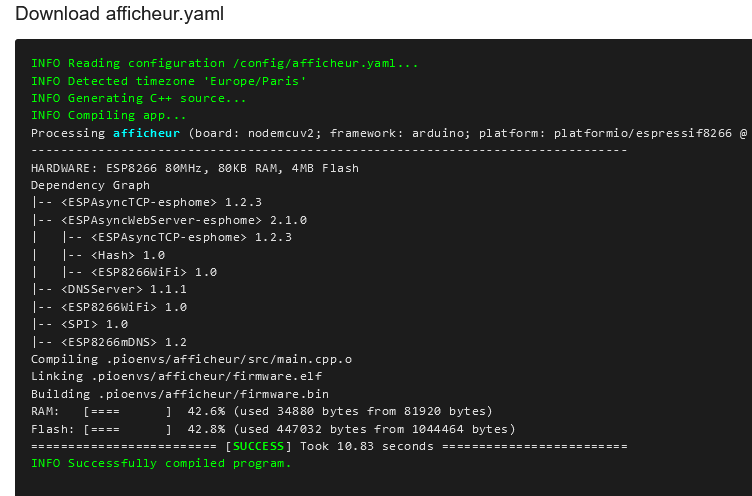 Download afficheur.yaml
INFO Reading configuration /config/afficheur.yaml...
INFO Detected timezone 'Europe/Paris'
INFO Generating C++ source...
INFO Compiling app...
Processing afficheur (board: nodemcuv2; framework: arduino; platform: platformio/espressif8266 @
--------------------------------------------------------------------------------
HARDWARE: ESP8266 80MHz, 80KB RAM, 4MB Flash
Dependency Graph
|-- <ESPAsyncTCP-esphome> 1.2.3
|-- <ESPAsyncWebServer-esphome> 2.1.0
|   |-- <ESPAsyncTCP-esphome> 1.2.3
|   |-- <Hash> 1.0
|   |-- <ESP8266WiFi> 1.0
|-- <DNSServer> 1.1.1
|-- <ESP8266WiFi> 1.0
|-- <SPI> 1.0
|-- <ESP8266mDNS> 1.2
Compiling .pioenvs/afficheur/src/main.cpp.o
Linking .pioenvs/afficheur/firmware.elf
Building .pioenvs/afficheur/firmware.bin
RAM:   [====      ]  42.6% (used 34880 bytes from 81920 bytes)
Flash: [====      ]  42.8% (used 447032 bytes from 1044464 bytes)
========================= [SUCCESS] Took 10.83 seconds =========================
INFO Successfully compiled program.